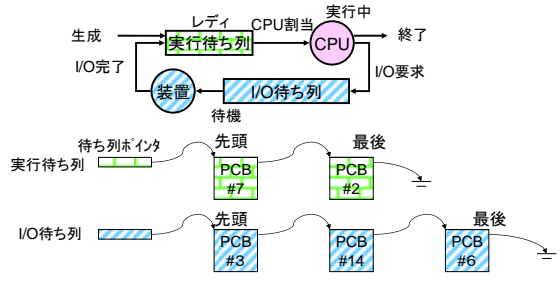 レディ
CPU割当
実行中
生成
実行待ち列
CPU
終了
I/O完了
I/O要求
装置
I/O待ち列
待機
待ち列ポインタ
先頭
最後
実行待ち列
PCB
#7
PCB
#2
先頭
最後
I/O待ち列
PCB
#3
PCB
#14
PCB
#6